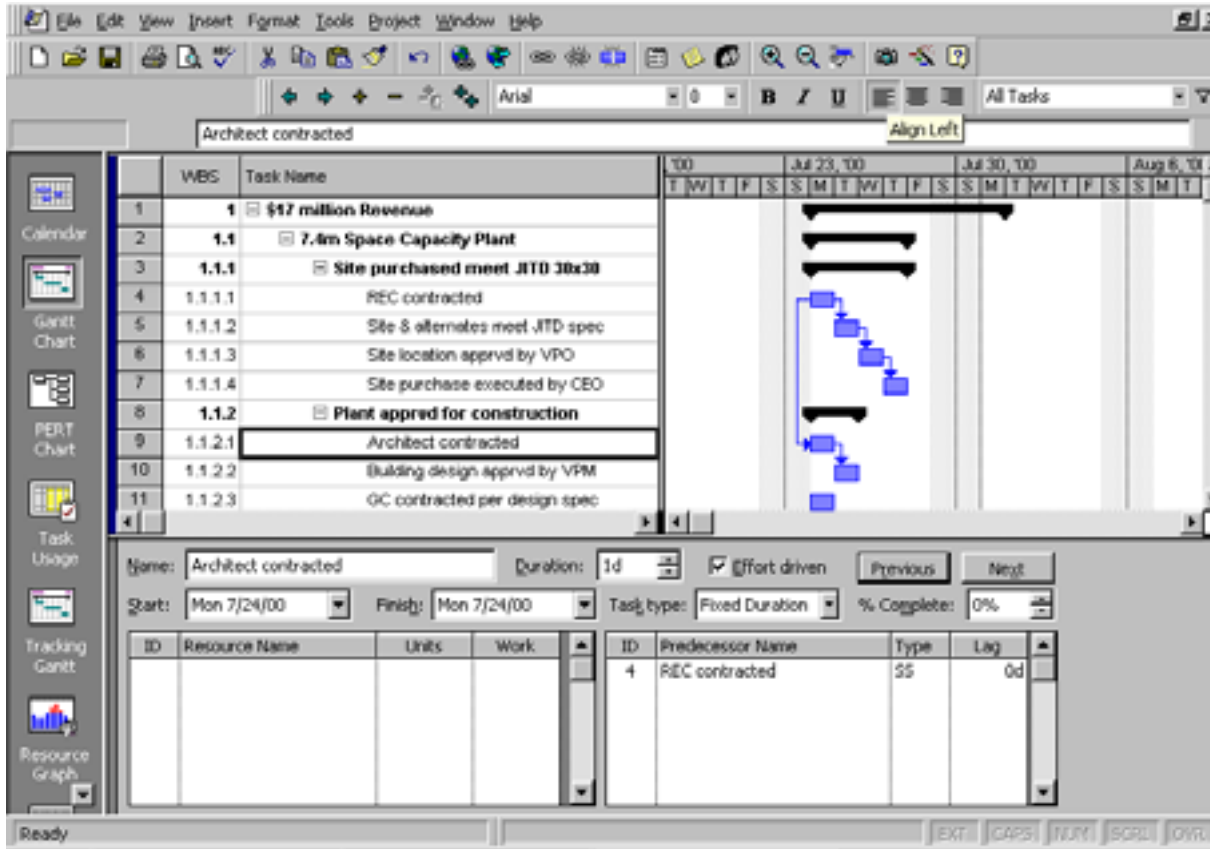 File Edit View Insert Format Tools Project Window Help
Arial 8 B I U All Tasks
Align Left
Architect contracted
WBS Task Name '00 Jul 23, '00 Jul 30, '00 Aug 6, '0
T W T F S S M T W T F S S M T W T F S S M T
1 1 $17 million Revenue
2 1.1 7.4m Space Capacity Plant
3 1.1.1 Site purchased meet JITD 30x30
4 1.1.1.1 REC contracted
5 1.1.1.2 Site & alternates meet JITD spec
6 1.1.1.3 Site location apprvd by VPO
7 1.1.1.4 Site purchase executed by CEO
8 1.1.2 Plant apprvd for construction
9 1.1.2.1 Architect contracted
10 1.1.2.2 Building design apprvd by VPM
11 1.1.2.3 GC contracted per design spec
Calendar
Gantt
Chart
PERT
Chart
Task
Usage
Tracking
Gantt
Resource
Graph
Name: Architect contracted Duration: 1d Effort driven Previous Next
Start: Mon 7/24/00 Finish: Mon 7/24/00 Task type: Fixed Duration % Complete: 0%
ID Resource Name Units Work ID Predecessor Name Type Lag
4 REC contracted SS 0d
Ready EXT CAPS NUM SCRL OVR